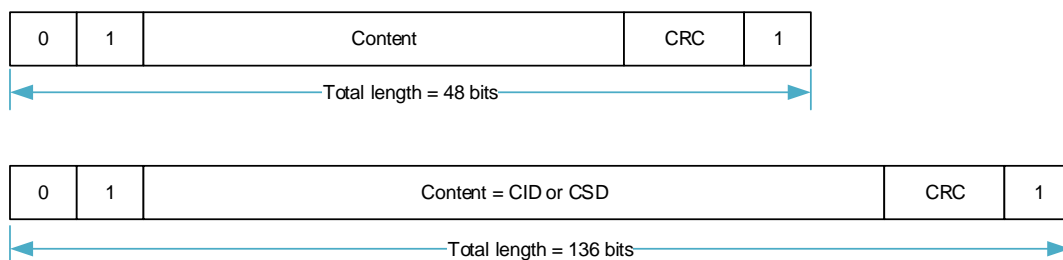 0 1 Content CRC 1
Total length = 48 bits
0 1 Content = CID or CSD CRC 1
Total length = 136 bits